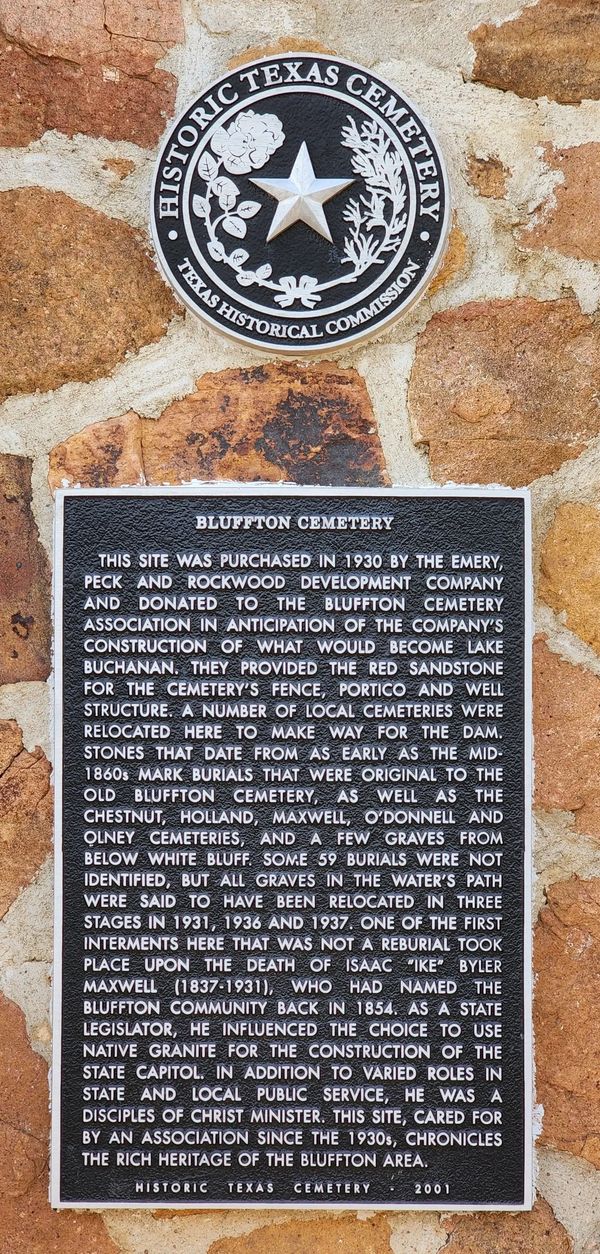 HISTORIC TEXAS CEMETERY
TEXAS HISTORICAL COMMISSION
BLUFFTON CEMETERY
THIS SITE WAS PURCHASED IN 1930 BY THE EMERY,
PECK AND ROCKWOOD DEVELOPMENT COMPANY
AND DONATED TO THE BLUFFTON CEMETERY
ASSOCIATION IN ANTICIPATION OF THE COMPANY'S
CONSTRUCTION OF WHAT WOULD BECOME LAKE
BUCHANAN. THEY PROVIDED THE RED SANDSTONE
FOR THE CEMETERY'S FENCE, PORTICO AND WELL
STRUCTURE. A NUMBER OF LOCAL CEMETERIES WERE
RELOCATED HERE TO MAKE WAY FOR THE DAM.
STONES THAT DATE FROM AS EARLY AS THE MID-
1860s MARK BURIALS THAT WERE ORIGINAL TO THE
OLD BLUFFTON CEMETERY, AS WELL AS THE
CHESTNUT, HOLLAND, MAXWELL, O'DONNELL AND
OLNEY CEMETERIES, AND A FEW GRAVES FROM
BELOW WHITE BLUFF. SOME 59 BURIALS WERE NOT
IDENTIFIED, BUT ALL GRAVES IN THE WATER'S PATH
WERE SAID TO HAVE BEEN RELOCATED IN THREE
STAGES IN 1931, 1936 AND 1937. ONE OF THE FIRST
INTERMENTS HERE THAT WAS NOT A REBURIAL TOOK
PLACE UPON THE DEATH OF ISAAC "IKE" BYLER
MAXWELL (1837-1931), WHO HAD NAMED THE
BLUFFTON COMMUNITY BACK IN 1854. AS A STATE
LEGISLATOR, HE INFLUENCED THE CHOICE TO USE
NATIVE GRANITE FOR THE CONSTRUCTION OF THE
STATE CAPITOL. IN ADDITION TO VARIED ROLES IN
STATE AND LOCAL PUBLIC SERVICE, HE WAS A
DISCIPLES OF CHRIST MINISTER. THIS SITE, CARED FOR
BY AN ASSOCIATION SINCE THE 1930s, CHRONICLES
THE RICH HERITAGE OF THE BLUFFTON AREA.
HISTORIC TEXAS CEMETERY - 2001